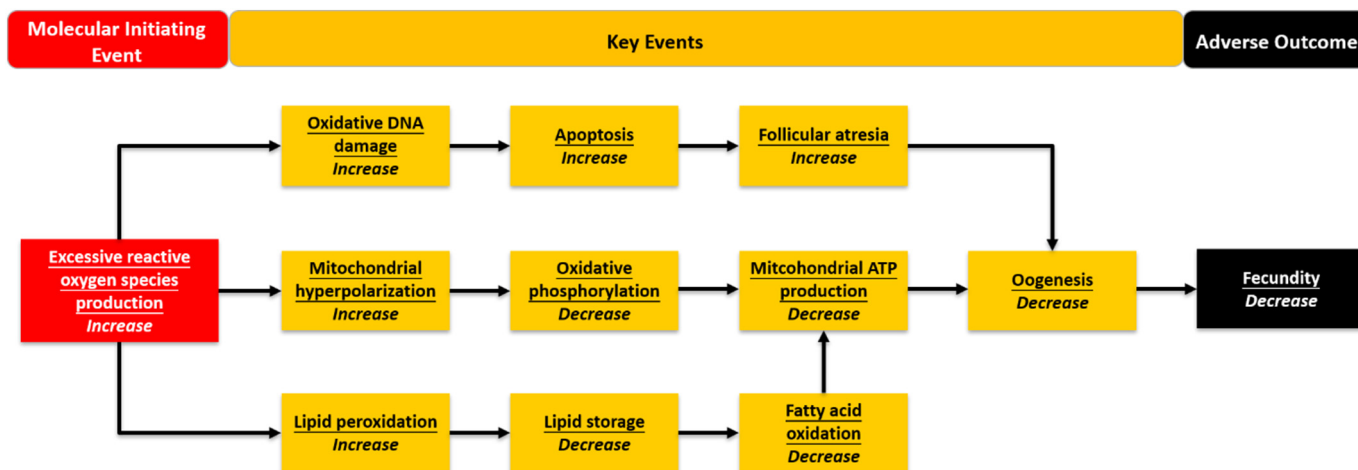 Molecular Initiating
Event
Key Events
Adverse Outcome
Oxidative DNA
damage
Increase
Apoptosis
Increase
Follicular atresia
Increase
Excessive reactive
oxygen species
production
Increase
Mitochondrial
hyperpolarization
Increase
Oxidative
phosphorylation
Decrease
Mitcohondrial ATP
production
Decrease
Oogenesis
Decrease
Fecundity
Decrease
Lipid peroxidation
Increase
Lipid storage
Decrease
Fatty acid
oxidation
Decrease